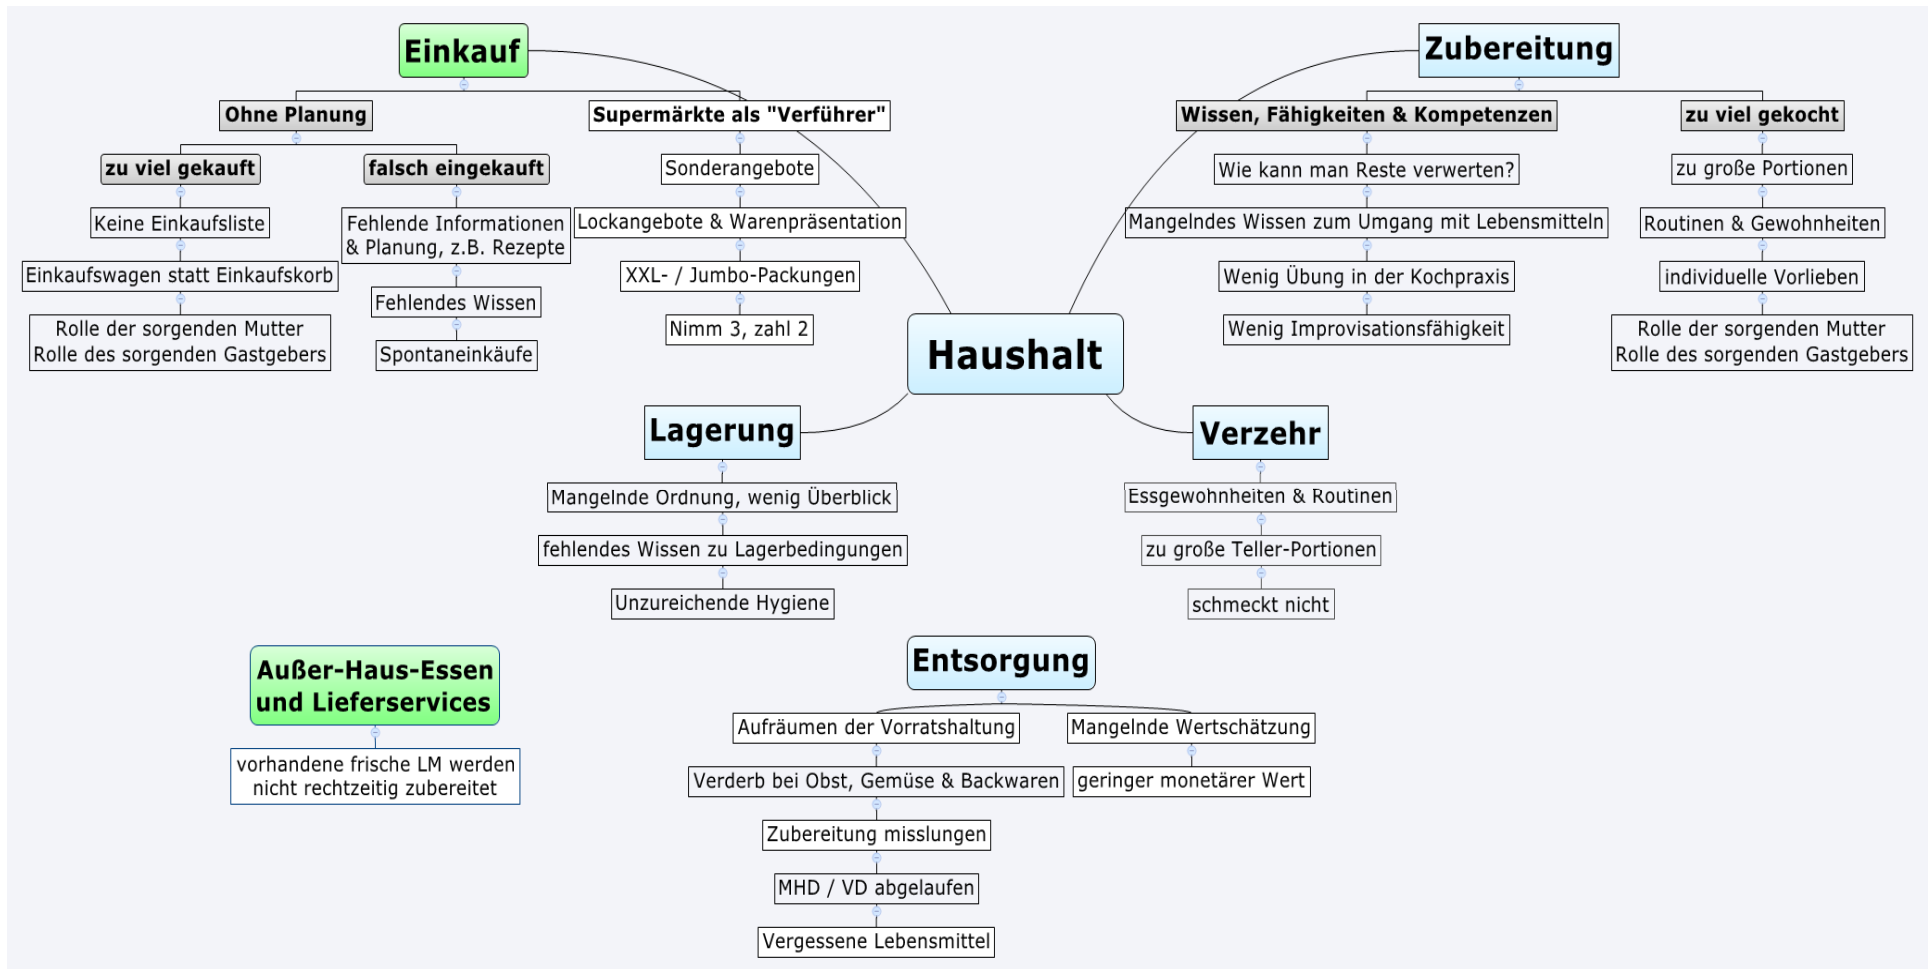 Einkauf
Ohne Planung
zu viel gekauft
Keine Einkaufsliste
Einkaufswagen statt Einkaufskorb
Rolle der sorgenden Mutter
Rolle des sorgenden Gastgebers
falsch eingekauft
Fehlende Informationen
& Planung, z.B. Rezepte
Fehlendes Wissen
Spontaneinkäufe
Supermärkte als "Verführer"
Sonderangebote
Lockangebote & Warenpräsentation
XXL- / Jumbo-Packungen
Nimm 3, zahl 2
Zubereitung
Wissen, Fähigkeiten & Kompetenzen
Wie kann man Reste verwerten?
Mangelndes Wissen zum Umgang mit Lebensmitteln
Wenig Übung in der Kochpraxis
Wenig Improvisationsfähigkeit
zu viel gekocht
zu große Portionen
Routinen & Gewohnheiten
individuelle Vorlieben
Rolle der sorgenden Mutter
Rolle des sorgenden Gastgebers
Haushalt
Lagerung
Mangelnde Ordnung, wenig Überblick
fehlendes Wissen zu Lagerbedingungen
Unzureichende Hygiene
Verzehr
Essgewohnheiten & Routinen
zu große Teller-Portionen
schmeckt nicht
Außer-Haus-Essen
und Lieferservices
vorhandene frische LM werden
nicht rechtzeitig zubereitet
Entsorgung
Aufräumen der Vorratshaltung
Verderb bei Obst, Gemüse & Backwaren
Zubereitung misslungen
MHD / VD abgelaufen
Vergessene Lebensmittel
Mangelnde Wertschätzung
geringer monetärer Wert